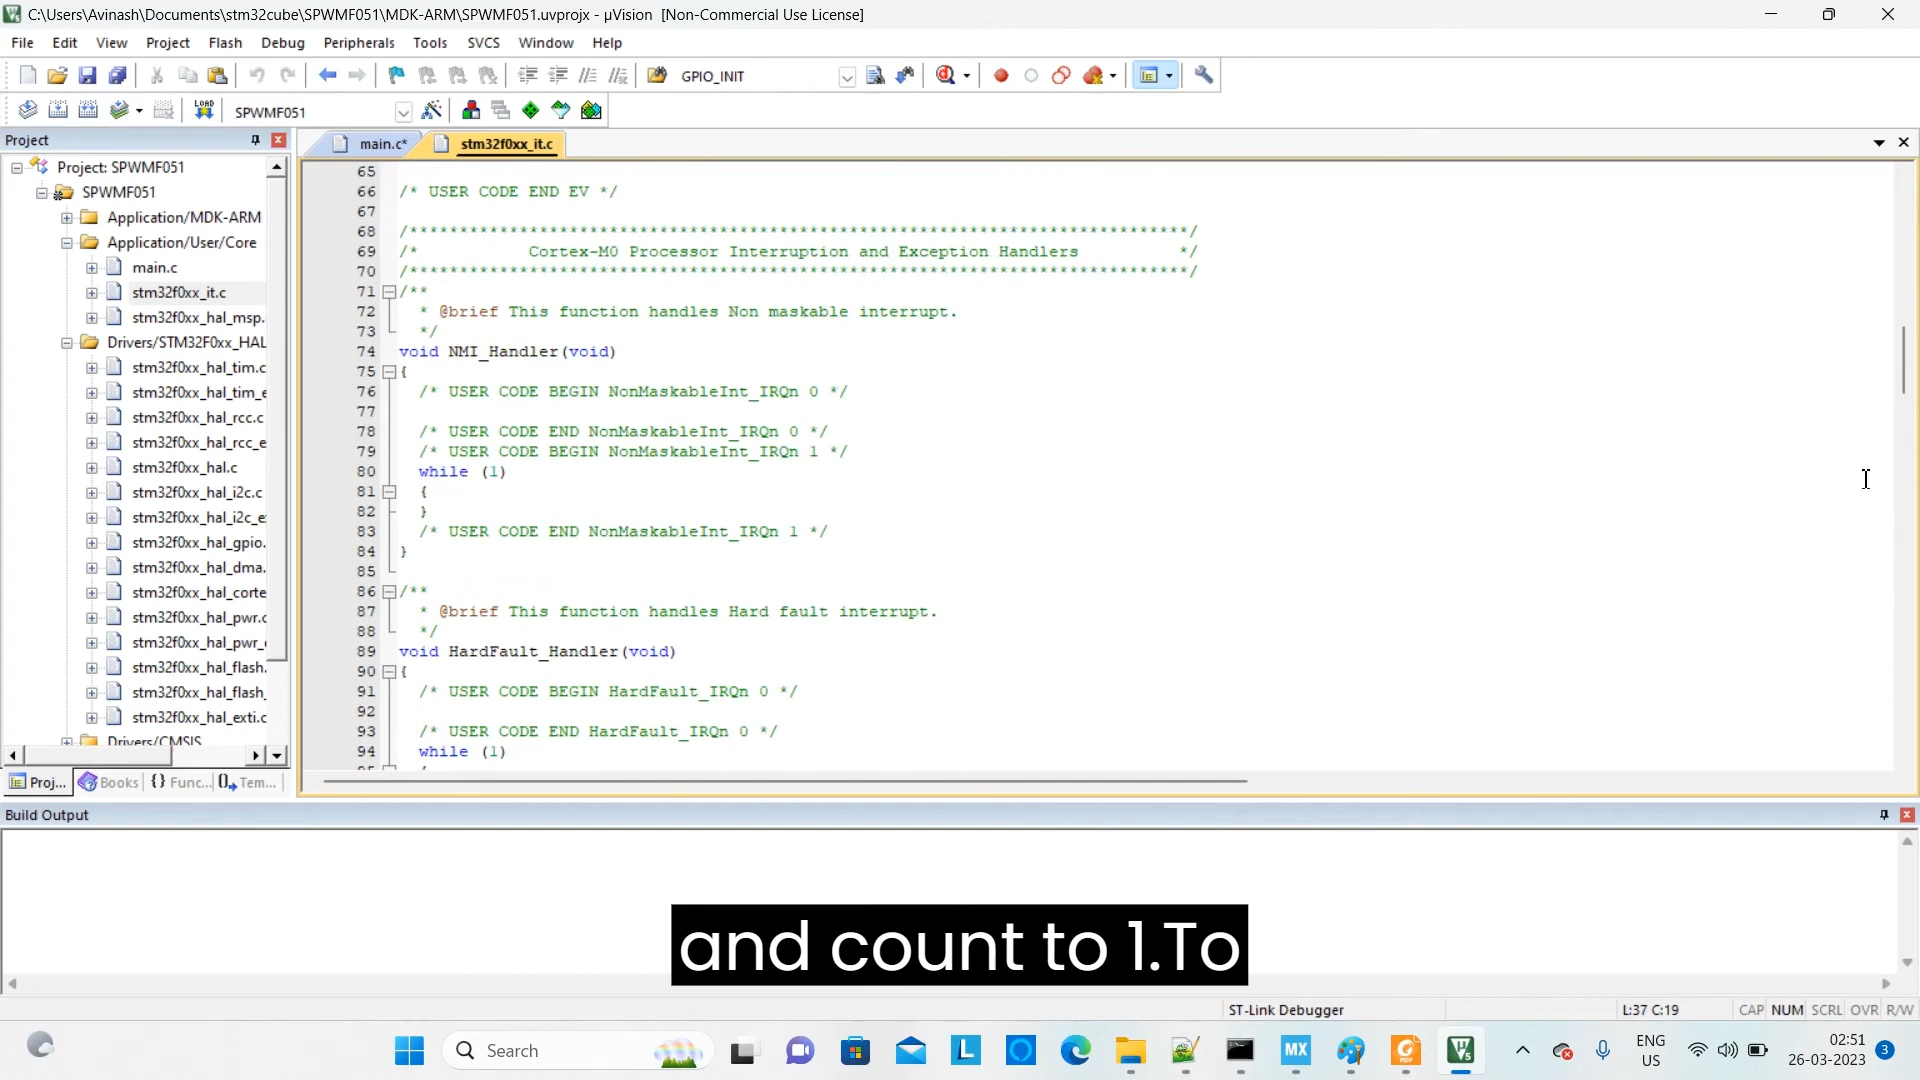 C:\Users\Avinash\Documents\stm32cube\SPWMF051\MDK-ARM\SPWMF051.uvprojx - µVision  [Non-Commercial Use License]
File Edit View Project Flash Debug Peripherals Tools SVCS Window Help
GPIO_INIT
LOAD SPWMF051
Project
main.c* stm32f0xx_it.c
Project: SPWMF051
SPWMF051
Application/MDK-ARM
Application/User/Core
main.c
stm32f0xx_it.c
stm32f0xx_hal_msp.
Drivers/STM32F0xx_HAL
stm32f0xx_hal_tim.c
stm32f0xx_hal_tim_e
stm32f0xx_hal_rcc.c
stm32f0xx_hal_rcc_e
stm32f0xx_hal.c
stm32f0xx_hal_i2c.c
stm32f0xx_hal_i2c_e
stm32f0xx_hal_gpio.
stm32f0xx_hal_dma.
stm32f0xx_hal_corte
stm32f0xx_hal_pwr.c
stm32f0xx_hal_pwr_
stm32f0xx_hal_flash.
stm32f0xx_hal_flash_
stm32f0xx_hal_exti.c
Drivers/CMSIS
Proj... Books {} Func... Tem...
65
66 /* USER CODE END EV */
67
68 /******************************************************************************/
69 /*           Cortex-M0 Processor Interruption and Exception Handlers          */
70 /******************************************************************************/
71 /**
72   * @brief This function handles Non maskable interrupt.
73   */
74 void NMI_Handler(void)
75 {
76   /* USER CODE BEGIN NonMaskableInt_IRQn 0 */
77
78   /* USER CODE END NonMaskableInt_IRQn 0 */
79   /* USER CODE BEGIN NonMaskableInt_IRQn 1 */
80   while (1)
81   {
82   }
83   /* USER CODE END NonMaskableInt_IRQn 1 */
84 }
85
86 /**
87   * @brief This function handles Hard fault interrupt.
88   */
89 void HardFault_Handler(void)
90 {
91   /* USER CODE BEGIN HardFault_IRQn 0 */
92
93   /* USER CODE END HardFault_IRQn 0 */
94   while (1)
Build Output
and count to 1.To
ST-Link Debugger L:37 C:19 CAP NUM SCRL OVR R/W
Search
MX
ENG
US
02:51
26-03-2023
3